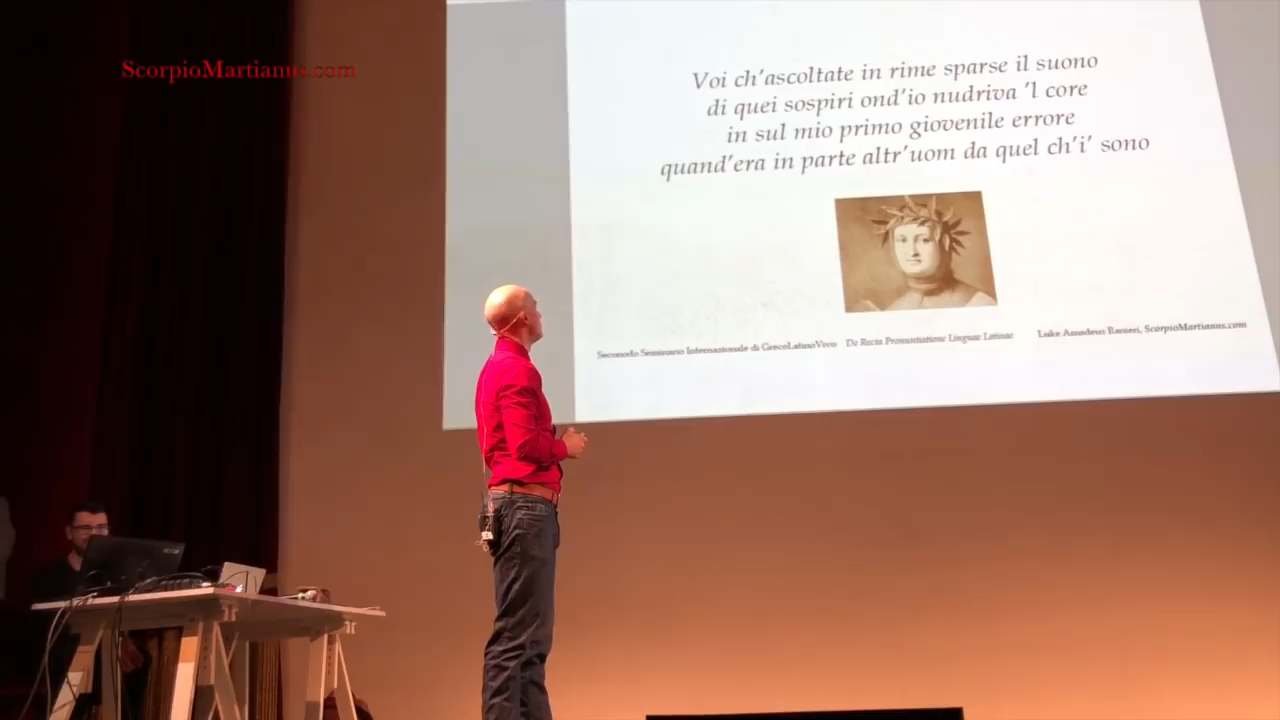 ScorpioMartianus.com
Voi ch'ascoltate in rime sparse il suono
di quei sospiri ond'io nudriva 'l core
in sul mio primo giovenile errore
quand'era in parte altr'uom da quel ch'i' sono
Seconodo Seminario Internazionale di GrecoLatinoVivo De Recta Pronuntiatione Linguae Latinae Luke Amadeus Ranieri, ScorpioMartianus.com